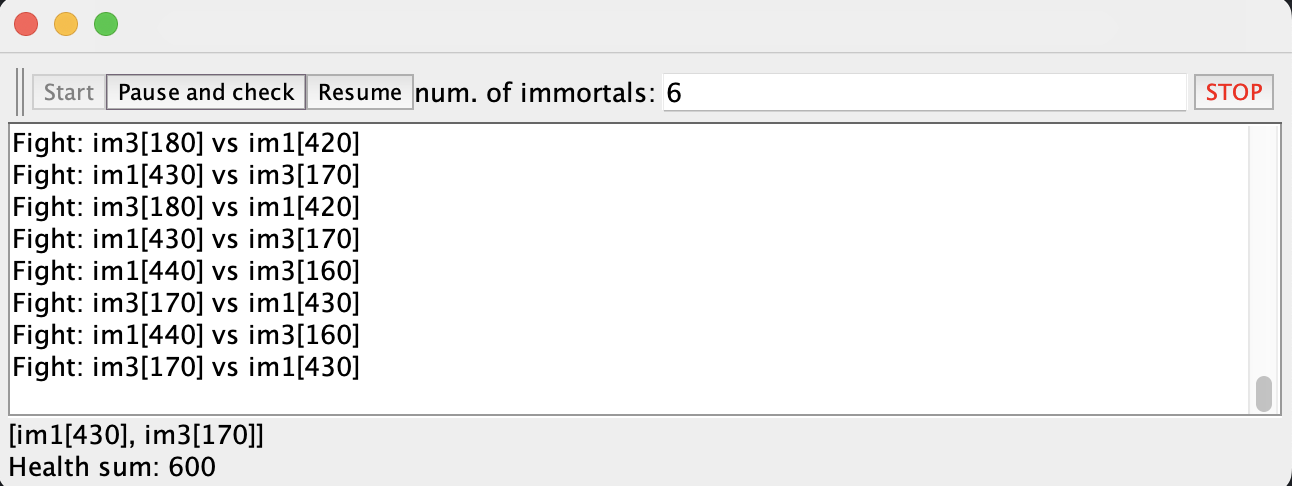 Start Pause and check Resume num. of immortals: 6 STOP
Fight: im3[180] vs im1[420]
Fight: im1[430] vs im3[170]
Fight: im3[180] vs im1[420]
Fight: im1[430] vs im3[170]
Fight: im1[440] vs im3[160]
Fight: im3[170] vs im1[430]
Fight: im1[440] vs im3[160]
Fight: im3[170] vs im1[430]
[im1[430], im3[170]]
Health sum: 600